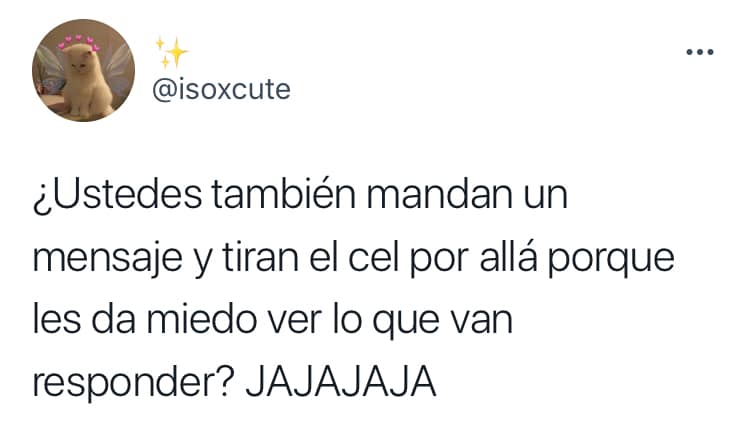 ✨
@isoxcute
¿Ustedes también mandan un
mensaje y tiran el cel por allá porque
les da miedo ver lo que van
responder? JAJAJAJA